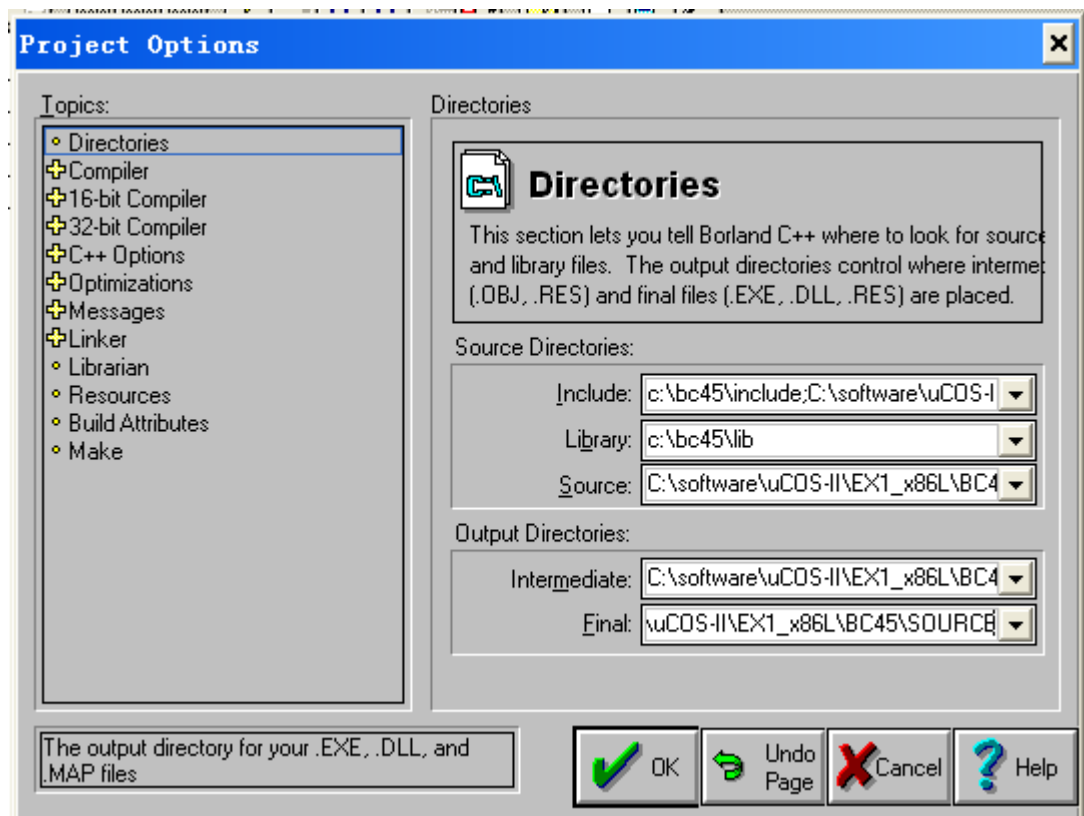 Project Options
Topics:
Directories
Compiler
16-bit Compiler
32-bit Compiler
C++ Options
Optimizations
Messages
Linker
Librarian
Resources
Build Attributes
Make
Directories
C:\
Directories
This section lets you tell Borland C++ where to look for source
and library files. The output directories control where interme
(.OBJ, .RES) and final files (.EXE, .DLL, .RES) are placed.
Source Directories:
Include: c:\bc45\include;C:\software\uCOS-I
Library: c:\bc45\lib
Source: C:\software\uCOS-II\EX1_x86L\BC4
Output Directories:
Intermediate: C:\software\uCOS-II\EX1_x86L\BC4
Final: \uCOS-II\EX1_x86L\BC45\SOURCE
The output directory for your .EXE, .DLL, and
.MAP files
OK
Undo
Page
Cancel
Help